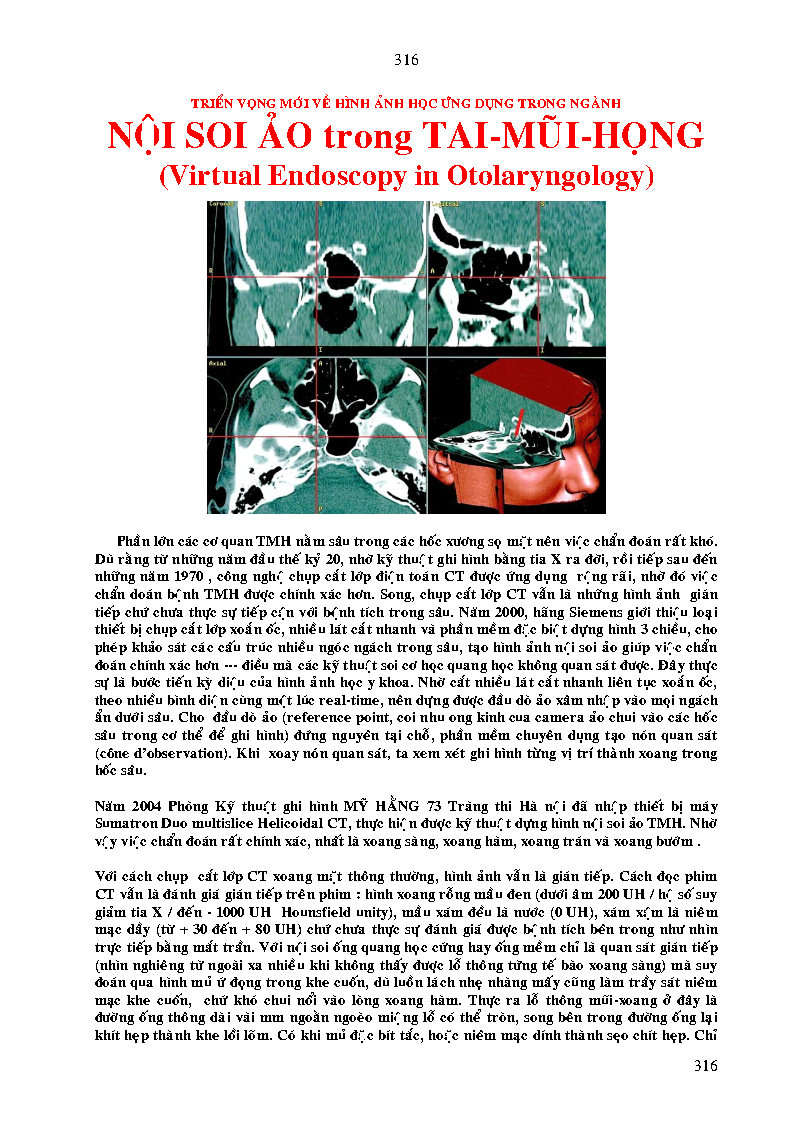 316
TRIỂN VỌNG MỚI VỀ HÌNH ẢNH HỌC ỨNG DỤNG TRONG NGÀNH
NỘI SOI ẢO trong TAI-MŨI-HỌNG
(Virtual Endoscopy in Otolaryngology)
Coronal S Sagittal S
R A
I I
Axial A
R
P
Phần lớn các cơ quan TMH nằm sâu trong các hốc xương sọ mặt nên việc chẩn đoán rất khó.
Dù rằng từ những năm đầu thế kỷ 20, nhờ kỹ thuật ghi hình bằng tia X ra đời, rồi tiếp sau đến
những năm 1970 , công nghệ chụp cắt lớp điện toán CT được ứng dụng rộng rãi, nhờ đó việc
chẩn doán bệnh TMH được chính xác hơn. Song, chụp cắt lớp CT vẫn là những hình ảnh gián
tiếp chứ chưa thực sự tiếp cận với bệnh tích trong sâu. Năm 2000, hãng Siemens giới thiệu loại
thiết bị chụp cắt lớp xoắn ốc, nhiều lát cắt nhanh và phần mềm đặc biệt dựng hình 3 chiều, cho
phép khảo sát các cấu trúc nhiều ngóc ngách trong sâu, tạo hình ảnh nội soi ảo giúp việc chẩn
đoán chính xác hơn --- điều mà các kỹ thuật soi cơ học quang học không quan sát được. Đây thực
sự là bước tiến kỳ diệu của hình ảnh học y khoa. Nhờ cắt nhiều lát cắt nhanh liên tục xoắn ốc,
theo nhiều bình diện cùng một lúc real-time, nên dựng được đầu dò ảo xâm nhập vào mọi ngách
ẩn dưới sâu. Cho đầu dò ảo (reference point, coi nhu ong kinh cua camera ảo chui vào các hốc
sâu trong cơ thể để ghi hình) đứng nguyên tại chỗ, phần mềm chuyên dụng tạo nón quan sát
(cône d'observation). Khi xoay nón quan sát, ta xem xét ghi hình từng vị trí thành xoang trong
hốc sâu.
Năm 2004 Phòng Kỹ thuật ghi hình MỸ HẰNG 73 Tràng thi Hà nội đã nhập thiết bị máy
Sumatron Duo multislice Helicoidal CT, thực hiện được kỹ thuật dựng hình nội soi ảo TMH. Nhờ
vậy việc chẩn đoán rất chính xác, nhất là xoang sàng, xoang hàm, xoang trán và xoang bướm .
Với cách chụp cắt lớp CT xoang mặt thông thường, hình ảnh vẫn là gián tiếp. Cách đọc phim
CT vẫn là đánh giá gián tiếp trên phim : hình xoang rỗng mầu đen (dưới âm 200 UH / hệ số suy
giảm tia X / đến - 1000 UH Hounsfield unity), mầu xám đều là nước (0 UH), xám xậm là niêm
mạc dầy (từ + 30 đến + 80 UH) chứ chưa thực sự đánh giá được bệnh tích bên trong như nhìn
trực tiếp bằng mắt trần. Với nội soi ống quang học cứng hay ống mềm chỉ là quan sát gián tiếp
(nhìn nghiêng từ ngoài xa nhiều khi không thấy được lỗ thông từng tế bào xoang sàng) mà suy
đoán qua hình mủ ứ đọng trong khe cuốn, dù luồn lách nhẹ nhàng mấy cũng làm trầy sát niêm
mạc khe cuốn, chứ khó chui nổi vào lòng xoang hàm. Thực ra lỗ thông mũi-xoang ở đây là
đường ống thông dài vài mm ngoằn ngoèo miệng lỗ có thể tròn, song bên trong đường ống lại
khít hẹp thành khe lồi lõm. Có khi mủ đặc bít tắc, hoặc niêm mạc dính thành sẹo chít hẹp. Chỉ
316